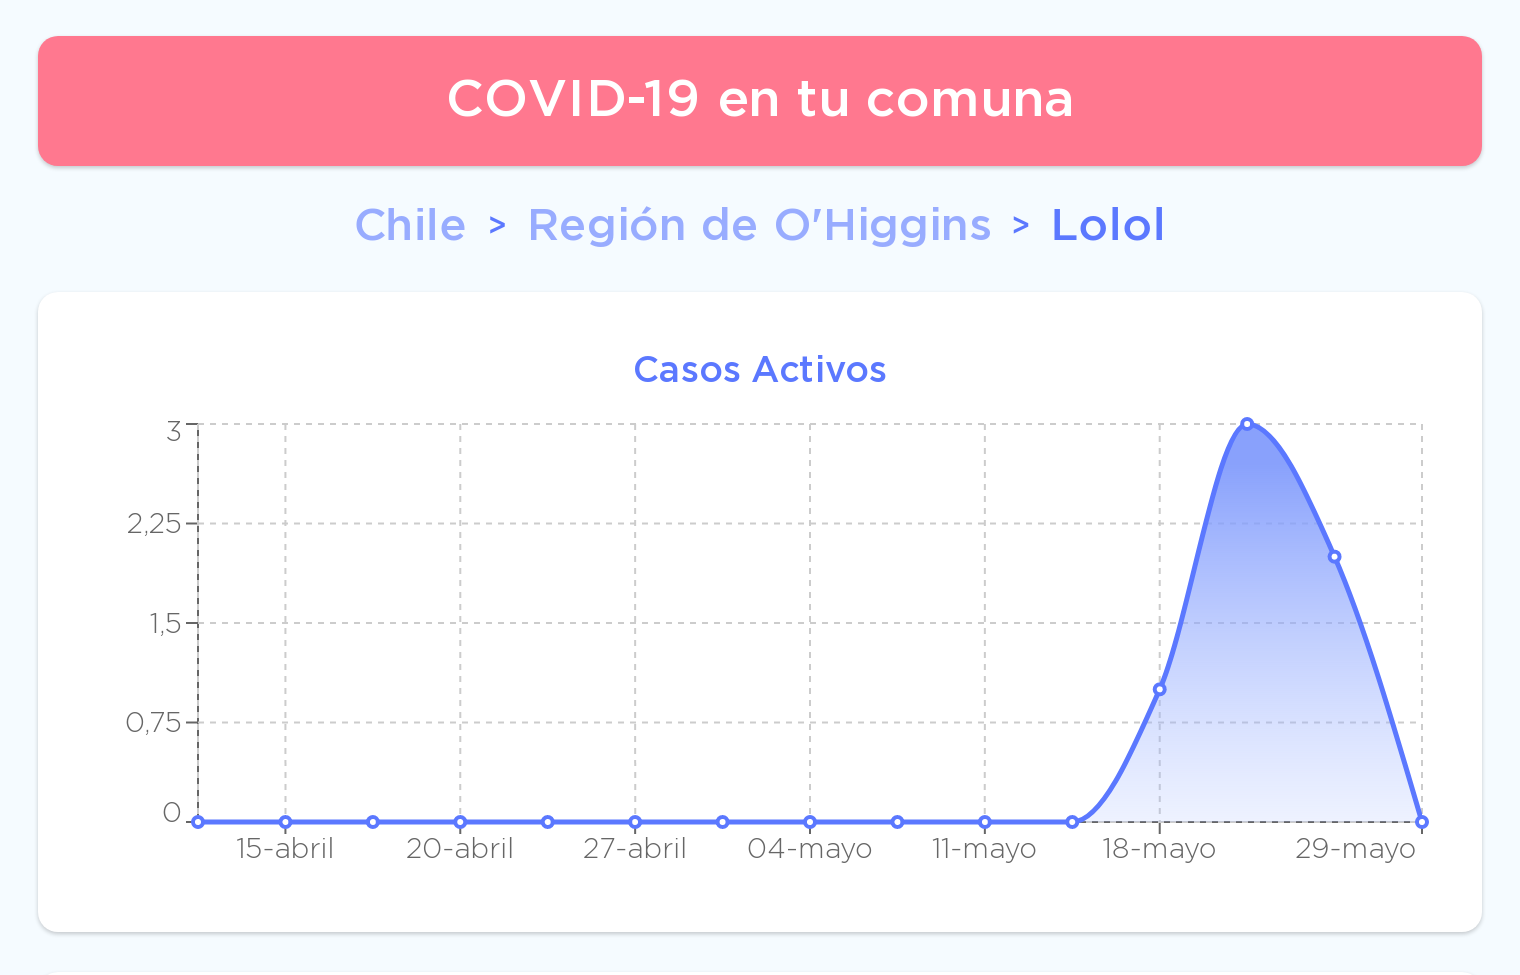 COVID-19 en tu comuna
Chile > Región de O'Higgins > Lolol
Casos Activos
3
2,25
1,5
0,75
0
15-abril 20-abril 27-abril 04-mayo 11-mayo 18-mayo 29-mayo